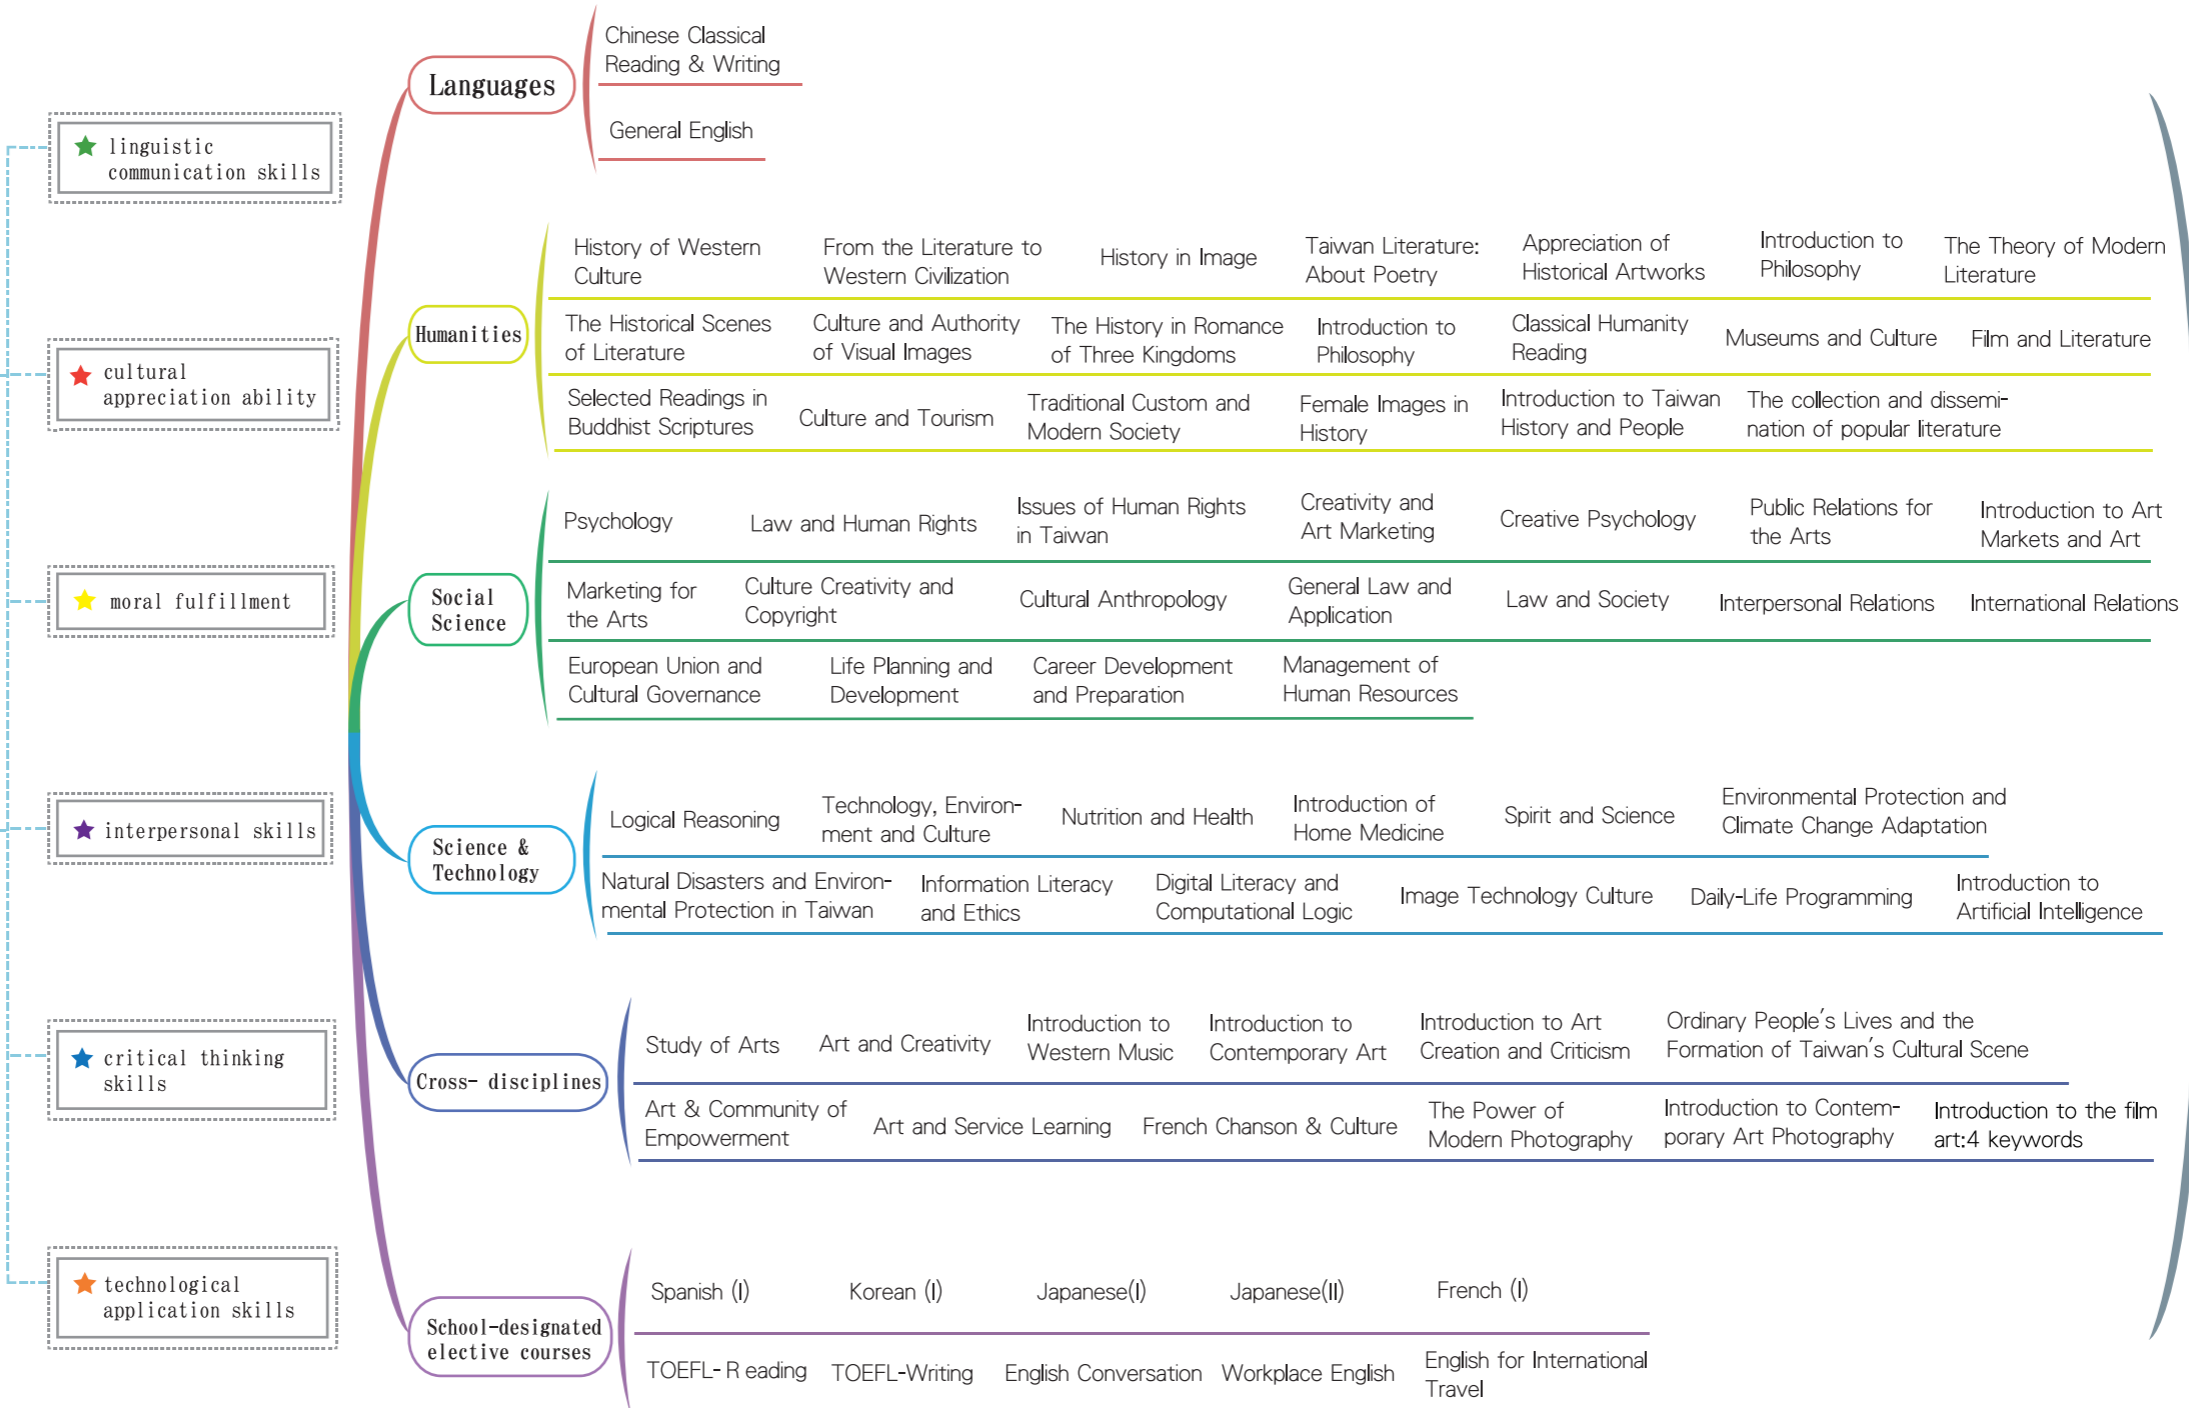 linguistic
communication skills
cultural
appreciation ability
moral fulfillment
interpersonal skills
critical thinking
skills
technological
application skills
Languages
Chinese Classical
Reading & Writing
General English
Humanities
History of Western
Culture
From the Literature to
Western Civilization
History in Image
Taiwan Literature:
About Poetry
Appreciation of
Historical Artworks
Introduction to
Philosophy
The Theory of Modern
Literature
The Historical Scenes
of Literature
Culture and Authority
of Visual Images
The History in Romance
of Three Kingdoms
Introduction to
Philosophy
Classical Humanity
Reading
Museums and Culture
Film and Literature
Selected Readings in
Buddhist Scriptures
Culture and Tourism
Traditional Custom and
Modern Society
Female Images in
History
Introduction to Taiwan
History and People
The collection and dissemi-
nation of popular literature
Social
Science
Psychology
Law and Human Rights
Issues of Human Rights
in Taiwan
Creativity and
Art Marketing
Creative Psychology
Public Relations for
the Arts
Introduction to Art
Markets and Art
Marketing for
the Arts
Culture Creativity and
Copyright
Cultural Anthropology
General Law and
Application
Law and Society
Interpersonal Relations
International Relations
European Union and
Cultural Governance
Life Planning and
Development
Career Development
and Preparation
Management of
Human Resources
Science &
Technology
Logical Reasoning
Technology, Environ-
ment and Culture
Nutrition and Health
Introduction of
Home Medicine
Spirit and Science
Environmental Protection and
Climate Change Adaptation
Natural Disasters and Environ-
mental Protection in Taiwan
Information Literacy
and Ethics
Digital Literacy and
Computational Logic
Image Technology Culture
Daily-Life Programming
Introduction to
Artificial Intelligence
Cross- disciplines
Study of Arts
Art and Creativity
Introduction to
Western Music
Introduction to
Contemporary Art
Introduction to Art
Creation and Criticism
Ordinary People's Lives and the
Formation of Taiwan's Cultural Scene
Art & Community of
Empowerment
Art and Service Learning
French Chanson & Culture
The Power of
Modern Photography
Introduction to Contem-
porary Art Photography
Introduction to the film
art:4 keywords
School-designated
elective courses
Spanish (I)
Korean (I)
Japanese(I)
Japanese(II)
French (I)
TOEFL- R eading
TOEFL-Writing
English Conversation
Workplace English
English for International
Travel